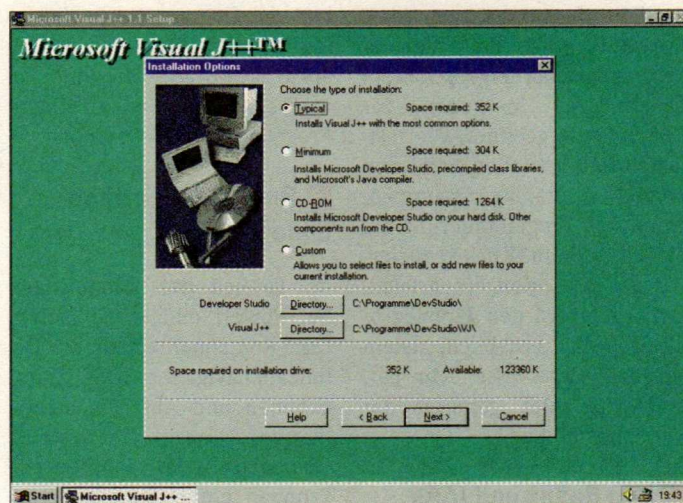 Microsoft Visual J++ 1.1 Setup
Microsoft Visual J++TM
Installation Options
Choose the type of installation:
Typical Space required: 352 K
Installs Visual J++ with the most common options.
Minimum Space required: 304 K
Installs Microsoft Developer Studio, precompiled class libraries,
and Microsoft's Java compiler.
CD-ROM Space required: 1264 K
Installs Microsoft Developer Studio on your hard disk. Other
components run from the CD.
Custom
Allows you to select files to install, or add new files to your
current installation.
Developer Studio Directory... C:\Programme\DevStudio\
Visual J++ Directory... C:\Programme\DevStudio\VJ\
Space required on installation drive: 352 K Available: 123360 K
Help < Back Next > Cancel
Start Microsoft Visual J++ ... 19:43